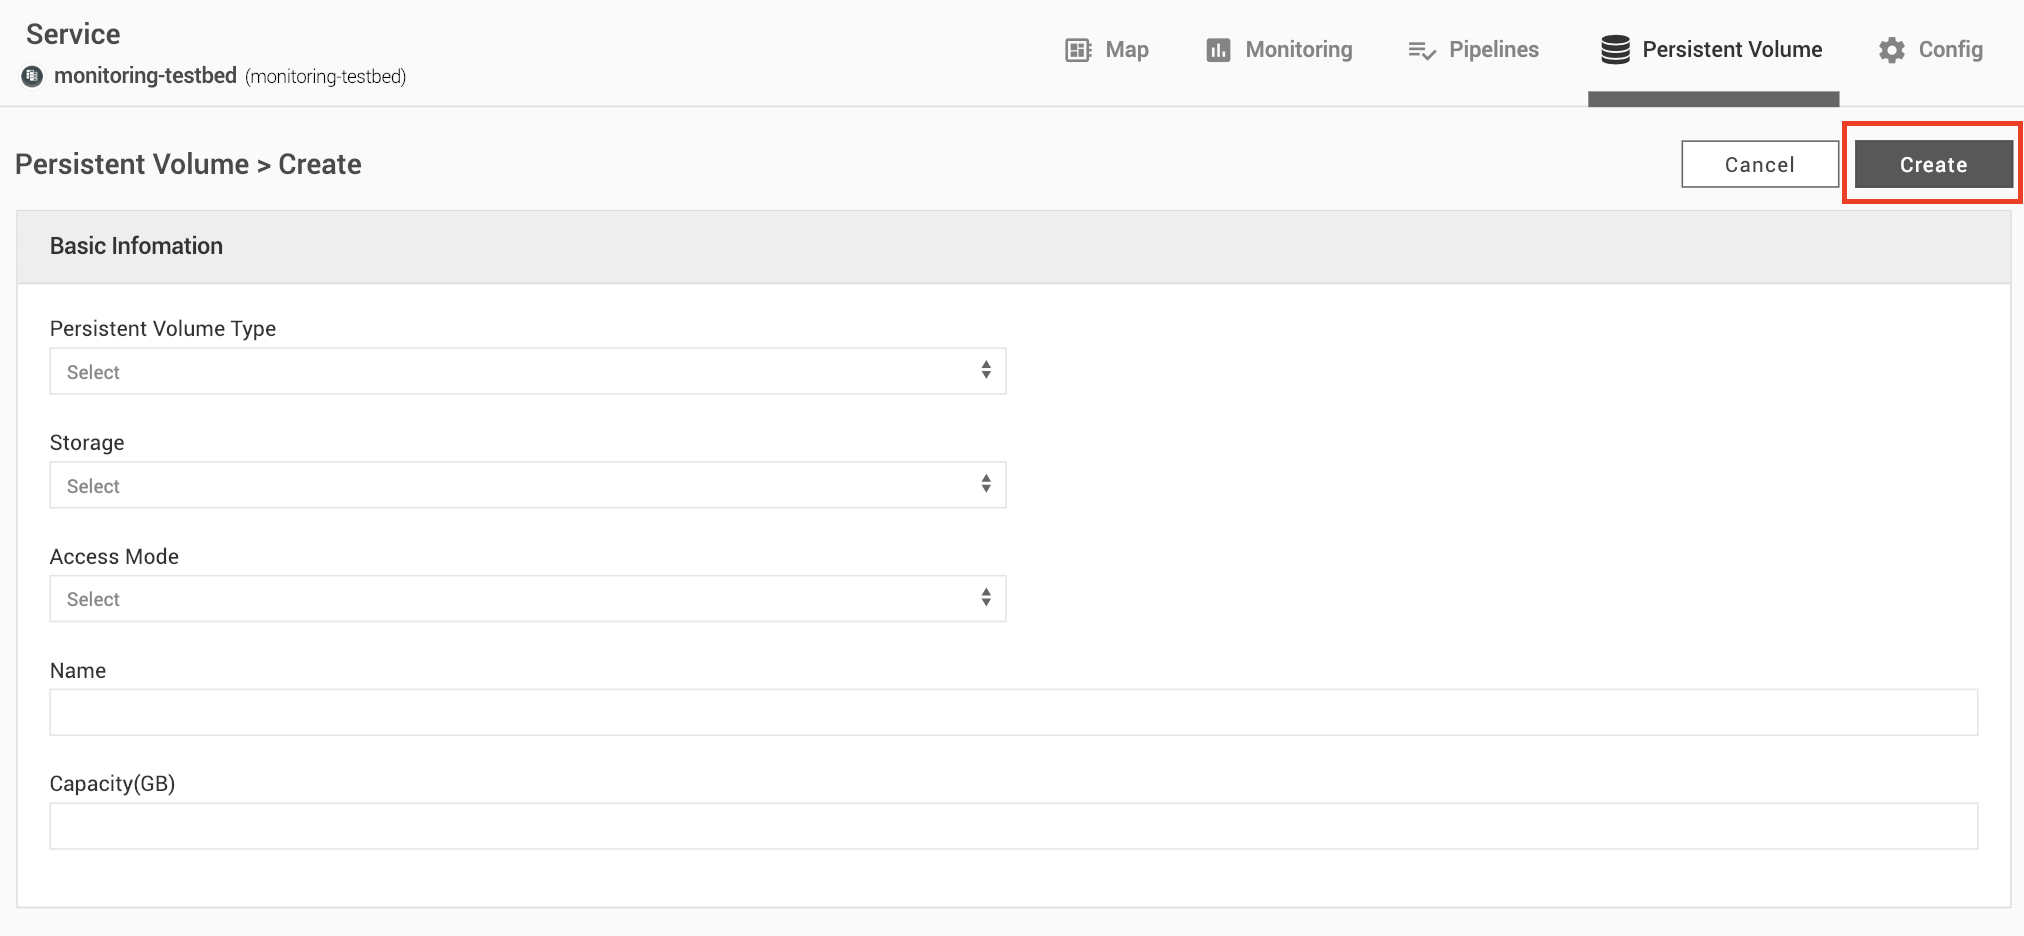 Service
monitoring-testbed (monitoring-testbed)
Map
Monitoring
Pipelines
Persistent Volume
Config
Persistent Volume > Create
Cancel
Create
Basic Infomation
Persistent Volume Type
Select
Storage
Select
Access Mode
Select
Name
Capacity(GB)